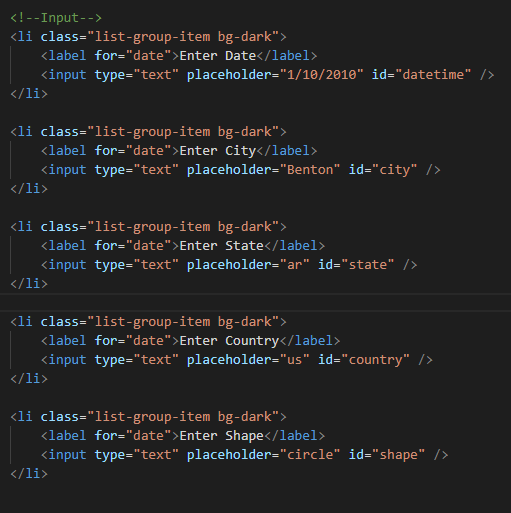 <!--Input-->
<li class="list-group-item bg-dark">
    <label for="date">Enter Date</label>
    <input type="text" placeholder="1/10/2010" id="datetime" />
</li>

<li class="list-group-item bg-dark">
    <label for="date">Enter City</label>
    <input type="text" placeholder="Benton" id="city" />
</li>

<li class="list-group-item bg-dark">
    <label for="date">Enter State</label>
    <input type="text" placeholder="ar" id="state" />
</li>

<li class="list-group-item bg-dark">
    <label for="date">Enter Country</label>
    <input type="text" placeholder="us" id="country" />
</li>

<li class="list-group-item bg-dark">
    <label for="date">Enter Shape</label>
    <input type="text" placeholder="circle" id="shape" />
</li>